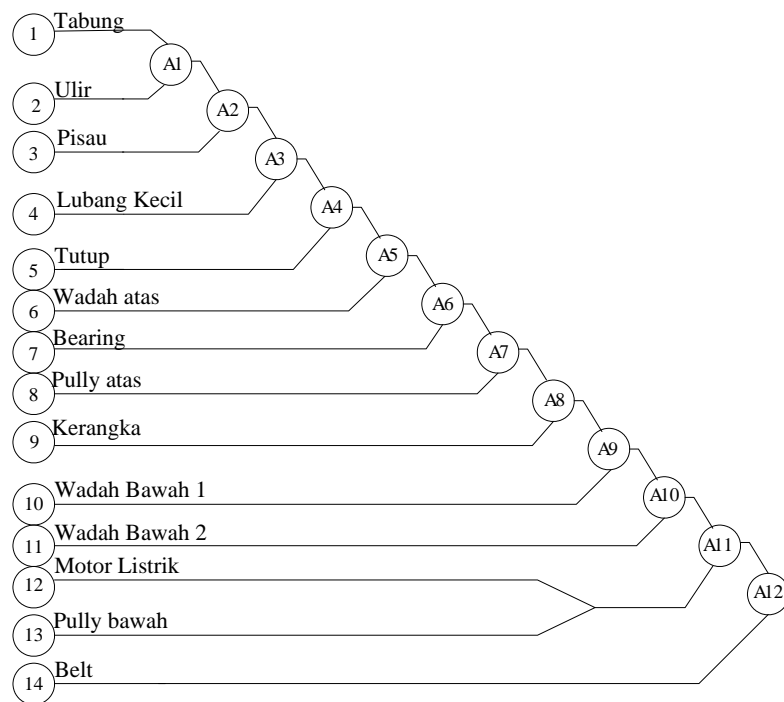 Tabung
1
A1
Ulir
2
A2
Pisau
3
A3
Lubang Kecil
4
A4
Tutup
5
A5
Wadah atas
6
A6
Bearing
7
A7
Pully atas
8
A8
Kerangka
9
A9
Wadah Bawah 1
10
A10
Wadah Bawah 2
11
A11
Motor Listrik
12
A12
Pully bawah
13
Belt
14